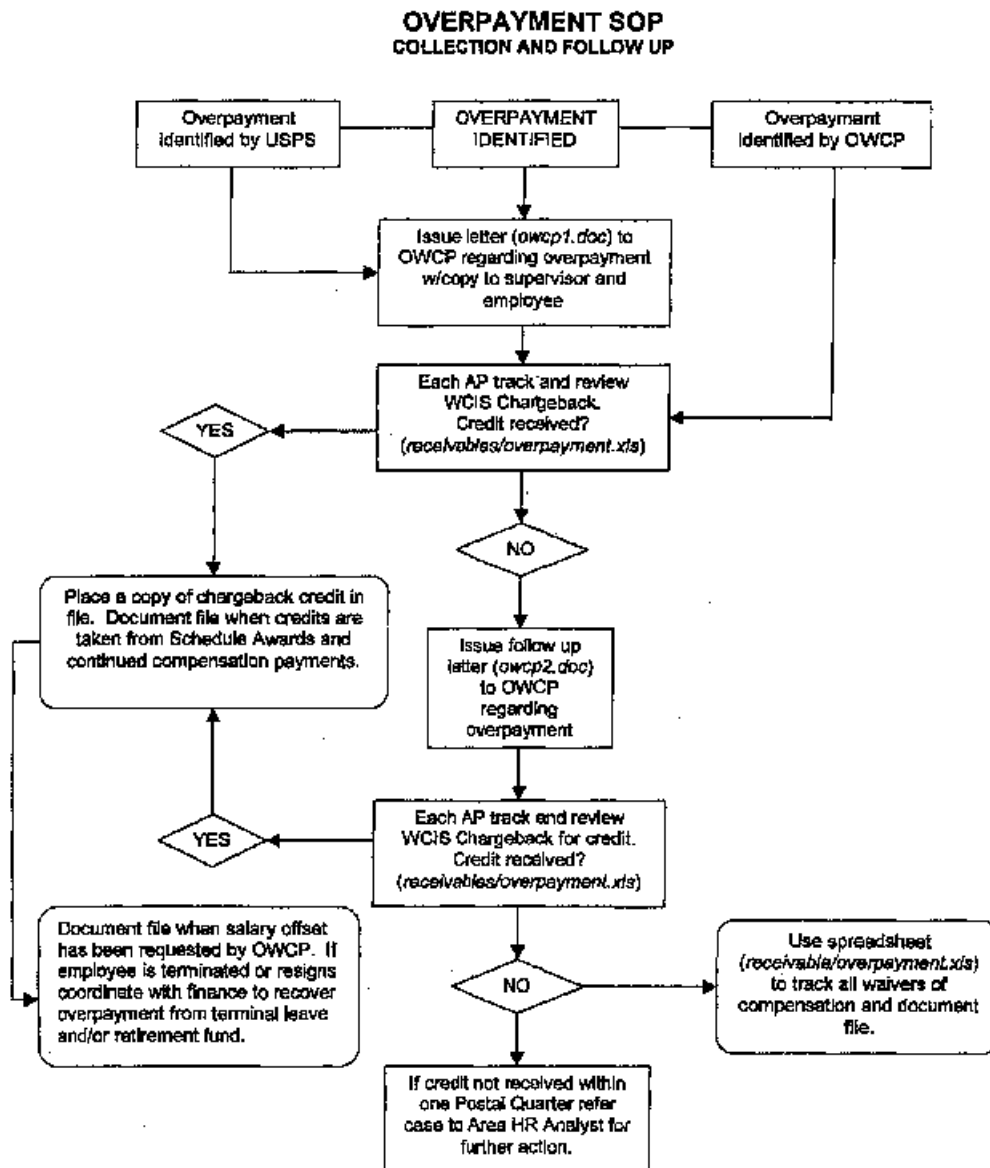 OVERPAYMENT SOP
COLLECTION AND FOLLOW UP
Overpayment
identified by USPS
OVERPAYMENT
IDENTIFIED
Overpayment
identified by OWCP
Issue letter (owcp1.doc) to
OWCP regarding overpayment
w/copy to supervisor and
employee
Each AP track and review
WCIS Chargeback.
Credit received?
(receivables/overpayment.xls)
YES
NO
Place a copy of chargeback credit in
file. Document file when credits are
taken from Schedule Awards and
continued compensation payments.
Issue follow up
letter (owcp2.doc)
to OWCP
regarding
overpayment
Each AP track and review
WCIS Chargeback for credit.
Credit received?
(receivables/overpayment.xls)
YES
Document file when salary offset
has been requested by OWCP. If
employee is terminated or resigns
coordinate with finance to recover
overpayment from terminal leave
and/or retirement fund.
NO
Use spreadsheet
(receivable/overpayment.xls)
to track all waivers of
compensation and document
file.
If credit not received within
one Postal Quarter refer
case to Area HR Analyst for
further action.